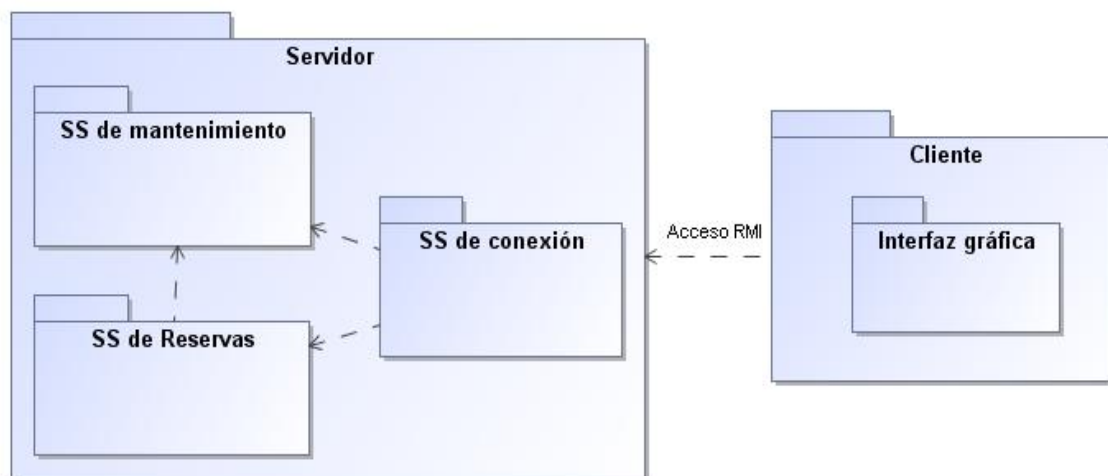 Servidor
SS de mantenimiento
SS de conexión
SS de Reservas
Acceso RMI
Cliente
Interfaz gráfica